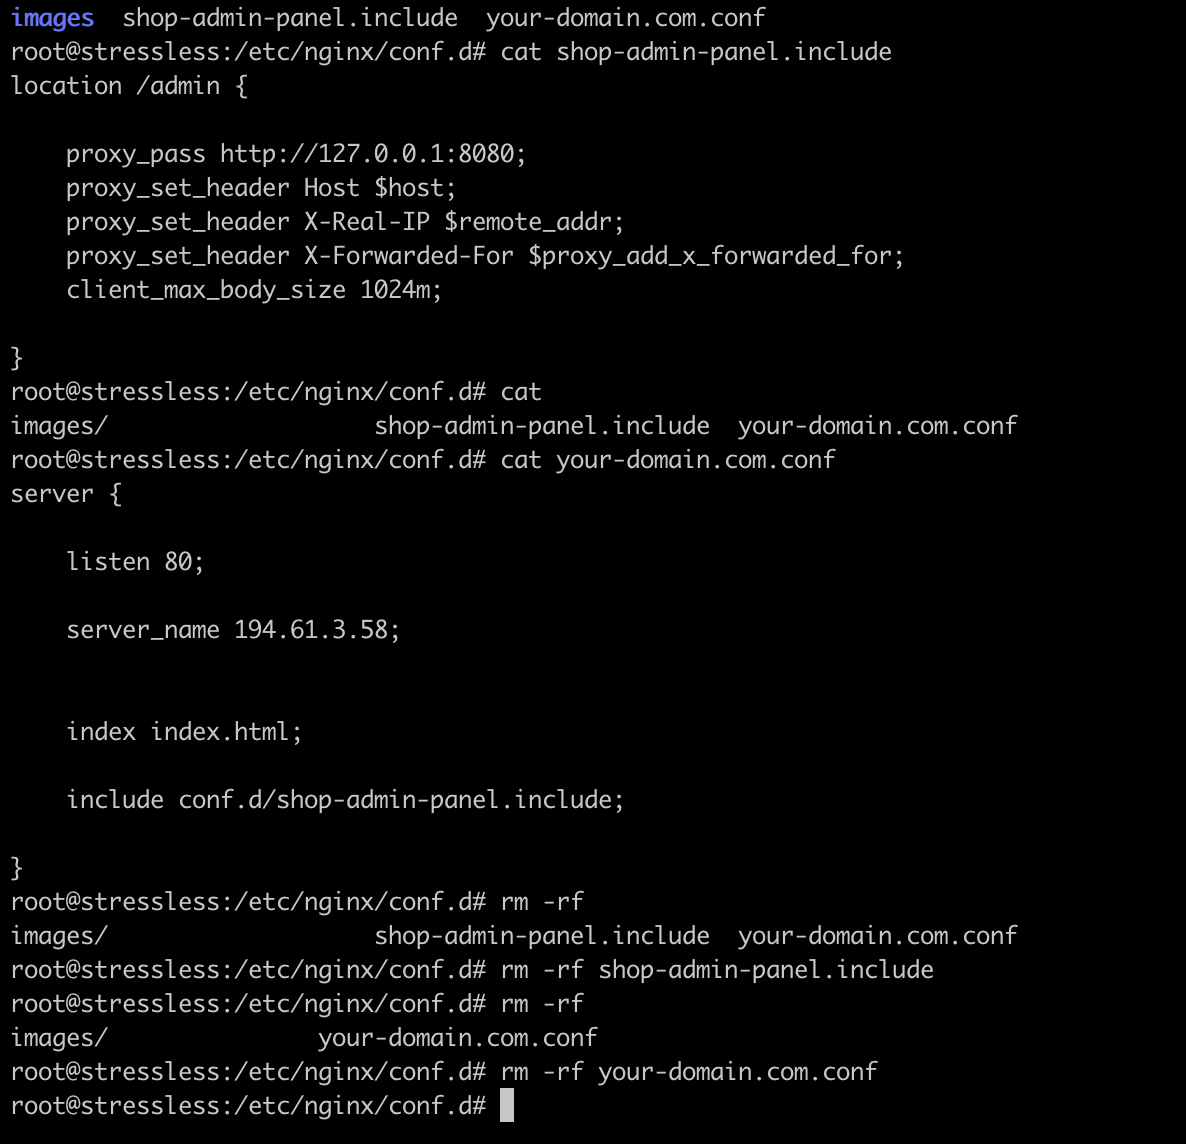 images  shop-admin-panel.include  your-domain.com.conf
root@stressless:/etc/nginx/conf.d# cat shop-admin-panel.include
location /admin {
    proxy_pass http://127.0.0.1:8080;
    proxy_set_header Host $host;
    proxy_set_header X-Real-IP $remote_addr;
    proxy_set_header X-Forwarded-For $proxy_add_x_forwarded_for;
    client_max_body_size 1024m;
}
root@stressless:/etc/nginx/conf.d# cat
images/                   shop-admin-panel.include  your-domain.com.conf
root@stressless:/etc/nginx/conf.d# cat your-domain.com.conf
server {
    listen 80;
    server_name 194.61.3.58;
    index index.html;
    include conf.d/shop-admin-panel.include;
}
root@stressless:/etc/nginx/conf.d# rm -rf
images/                   shop-admin-panel.include  your-domain.com.conf
root@stressless:/etc/nginx/conf.d# rm -rf shop-admin-panel.include
root@stressless:/etc/nginx/conf.d# rm -rf
images/               your-domain.com.conf
root@stressless:/etc/nginx/conf.d# rm -rf your-domain.com.conf
root@stressless:/etc/nginx/conf.d#